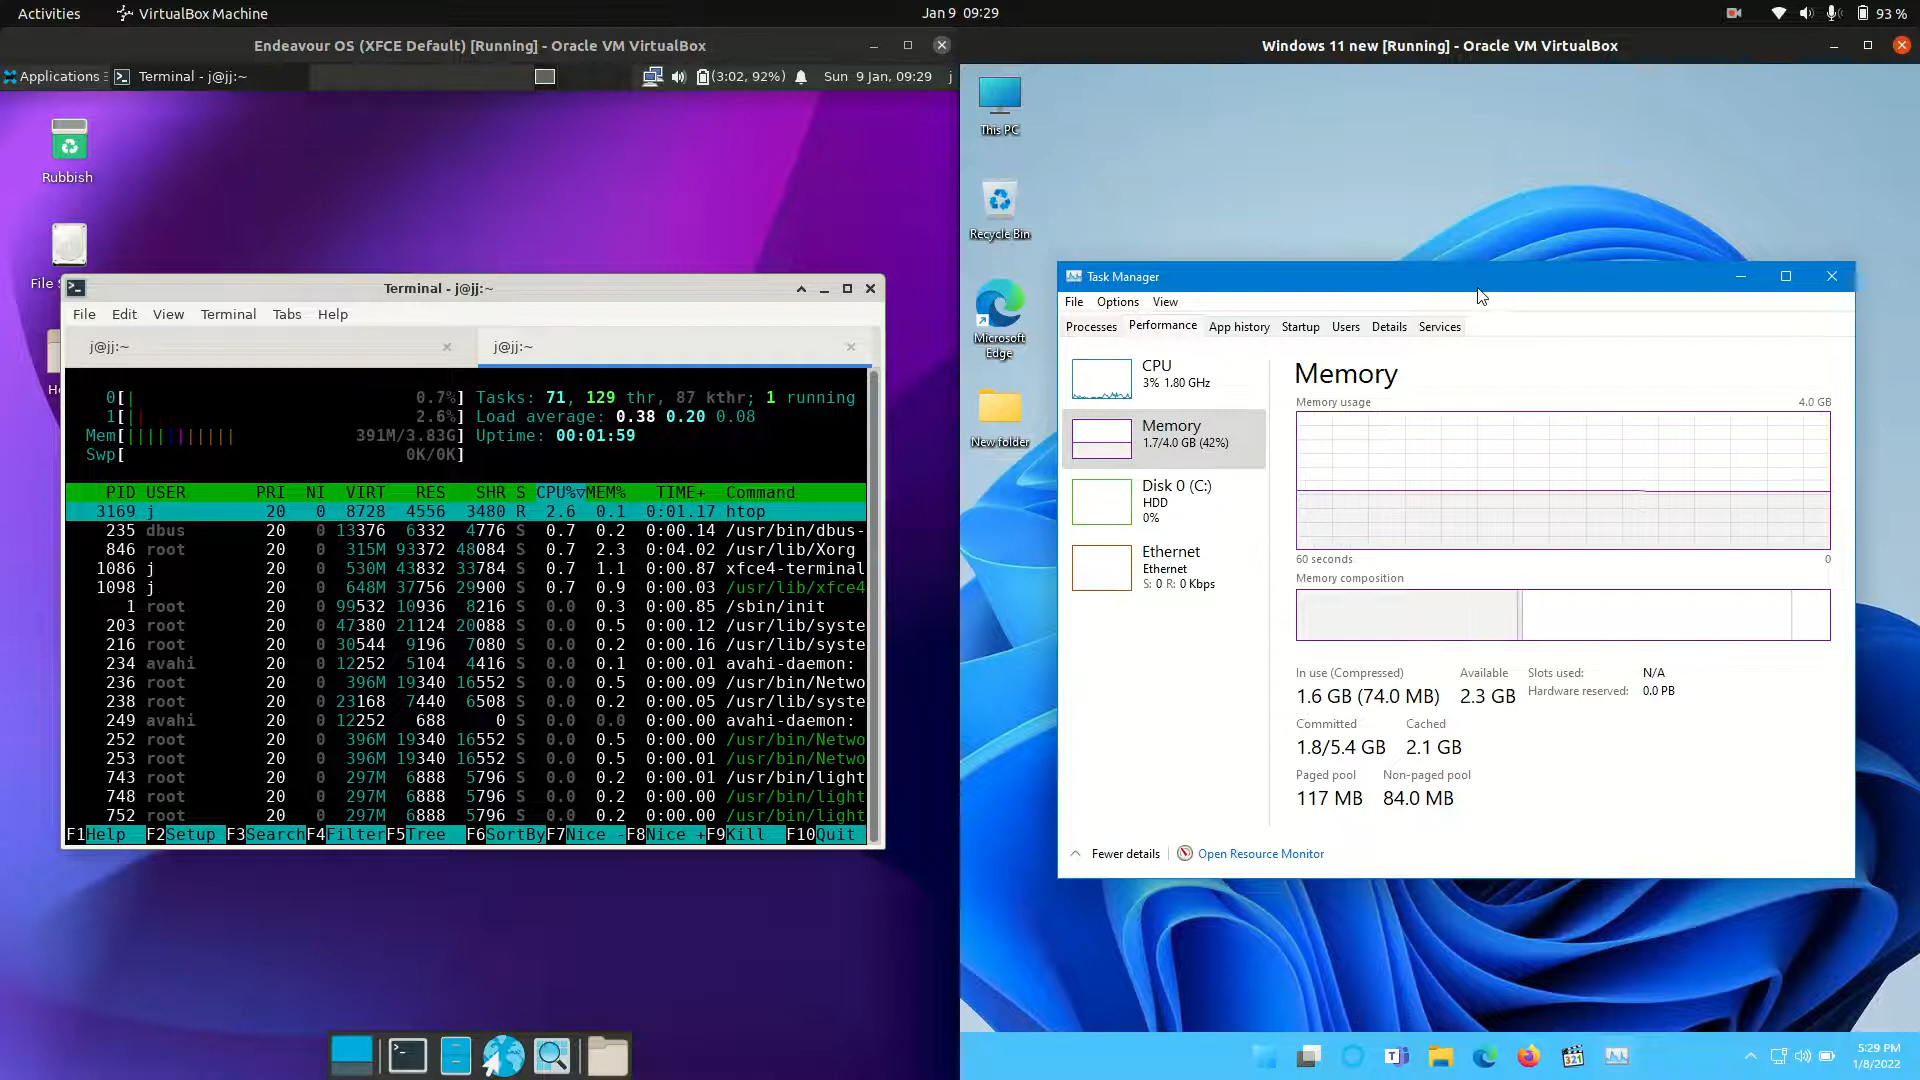 Activities
VirtualBox Machine
Jan 9 09:29
93 %
Endeavour OS (XFCE Default) [Running] - Oracle VM VirtualBox
Applications
Terminal - j@jj:~
(3:02, 92%)
Sun 9 Jan, 09:29
j
Rubbish
File S
Terminal - j@jj:~
File Edit View Terminal Tabs Help
j@jj:~
j@jj:~
0[| 0.7%] Tasks: 71, 129 thr, 87 kthr; 1 running
1[|| 2.6%] Load average: 0.38 0.20 0.08
Mem[||||||||||| 391M/3.83G] Uptime: 00:01:59
Swp[ 0K/0K]
PID USER PRI NI VIRT RES SHR S CPU%▽MEM% TIME+ Command
3169 j 20 0 8728 4556 3480 R 2.6 0.1 0:01.17 htop
235 dbus 20 0 13376 6332 4776 S 0.7 0.2 0:00.14 /usr/bin/dbus-
846 root 20 0 315M 93372 48084 S 0.7 2.3 0:04.02 /usr/lib/Xorg
1086 j 20 0 530M 43832 33784 S 0.7 1.1 0:00.87 xfce4-terminal
1098 j 20 0 648M 37756 29900 S 0.7 0.9 0:00.03 /usr/lib/xfce4
1 root 20 0 99532 10936 8216 S 0.0 0.3 0:00.85 /sbin/init
203 root 20 0 47380 21124 20088 S 0.0 0.5 0:00.12 /usr/lib/syste
216 root 20 0 30544 9196 7080 S 0.0 0.2 0:00.16 /usr/lib/syste
234 avahi 20 0 12252 5104 4416 S 0.0 0.1 0:00.01 avahi-daemon:
236 root 20 0 396M 19340 16552 S 0.0 0.5 0:00.09 /usr/bin/Netwo
238 root 20 0 23168 7440 6508 S 0.0 0.2 0:00.05 /usr/lib/syste
249 avahi 20 0 12252 688 0 S 0.0 0.0 0:00.00 avahi-daemon:
252 root 20 0 396M 19340 16552 S 0.0 0.5 0:00.00 /usr/bin/Netwo
253 root 20 0 396M 19340 16552 S 0.0 0.5 0:00.01 /usr/bin/Netwo
743 root 20 0 297M 6888 5796 S 0.0 0.2 0:00.01 /usr/bin/light
748 root 20 0 297M 6888 5796 S 0.0 0.2 0:00.00 /usr/bin/light
752 root 20 0 297M 6888 5796 S 0.0 0.2 0:00.00 /usr/bin/light
F1Help F2Setup F3SearchF4FilterF5Tree F6SortByF7Nice -F8Nice +F9Kill F10Quit
Windows 11 new [Running] - Oracle VM VirtualBox
This PC
Recycle Bin
Microsoft
Edge
New folder
Task Manager
File Options View
Processes Performance App history Startup Users Details Services
CPU
3% 1.80 GHz
Memory
1.7/4.0 GB (42%)
Disk 0 (C:)
HDD
0%
Ethernet
Ethernet
S: 0 R: 0 Kbps
Memory
Memory usage 4.0 GB
60 seconds 0
Memory composition
In use (Compressed) Available Slots used: N/A
1.6 GB (74.0 MB) 2.3 GB Hardware reserved: 0.0 PB
Committed Cached
1.8/5.4 GB 2.1 GB
Paged pool Non-paged pool
117 MB 84.0 MB
Fewer details Open Resource Monitor
321
5:29 PM
1/8/2022